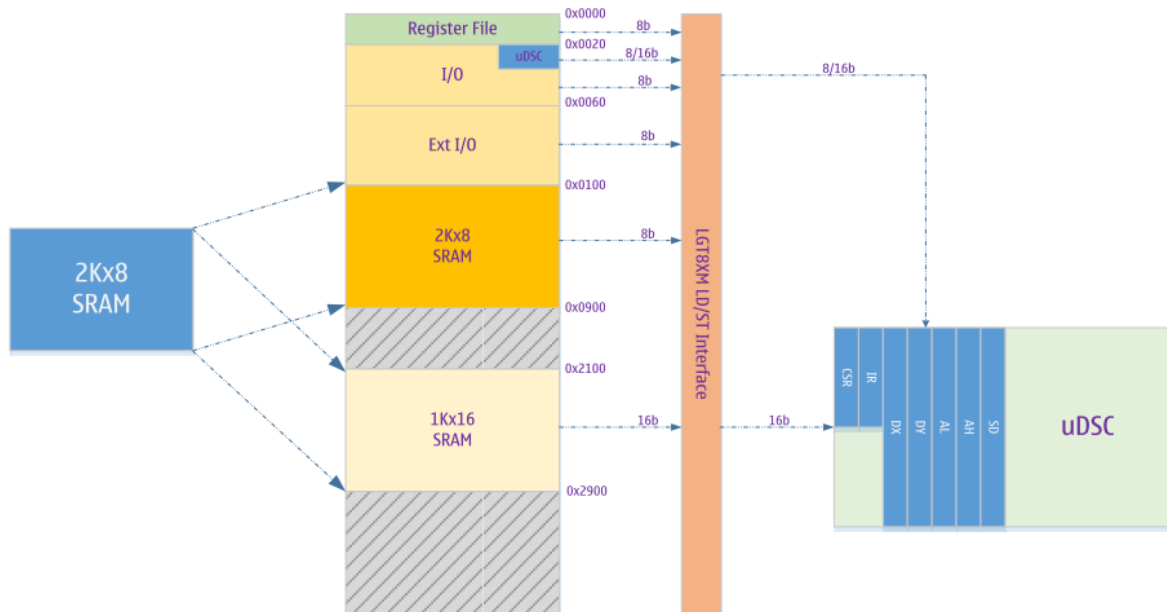 Register File
0x0000
8b
0x0020
uDSC
8/16b
I/O
8b
8/16b
0x0060
Ext I/O
8b
0x0100
2Kx8
SRAM
8b
2Kx8
SRAM
0x0900
LGT8XM LD/ST Interface
0x2100
1Kx16
SRAM
16b
16b
0x2900
CSR
IR
DX
DY
AL
AH
SD
uDSC